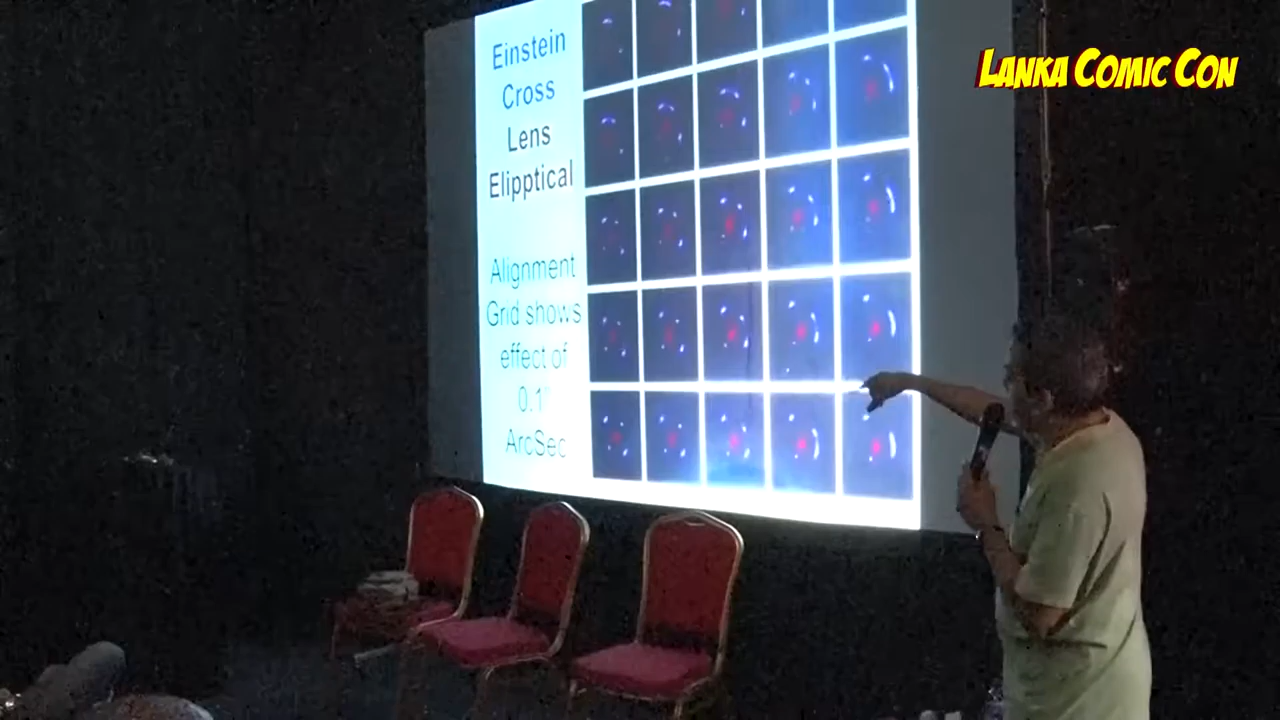 LANKA COMIC CON
Einstein
Cross
Lens
Elipptical
Alignment
Grid shows
effect of
0.1"
ArcSec